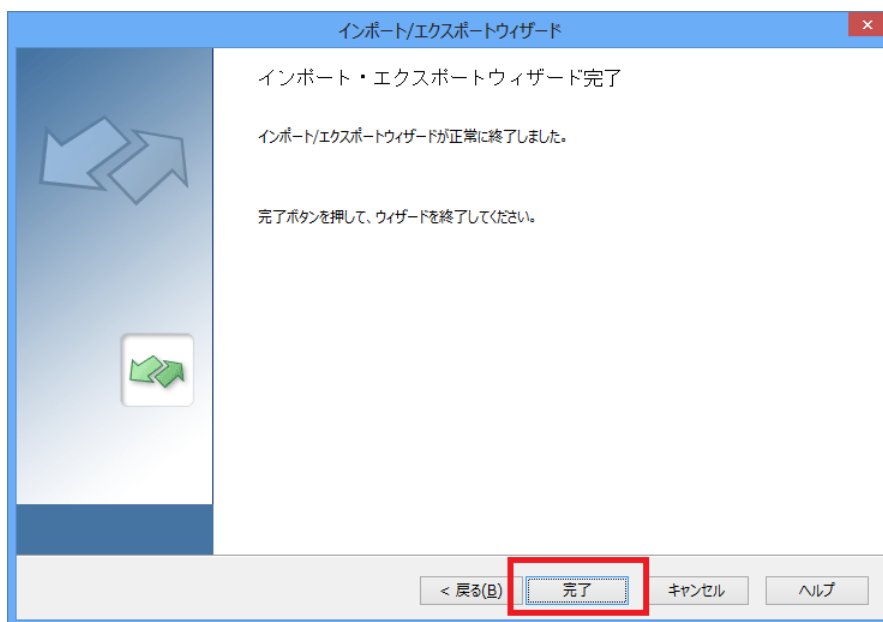 インポート/エクスポートウィザード
インポート・エクスポートウィザード完了
インポート/エクスポートウィザードが正常に終了しました。
完了ボタンを押して、ウィザードを終了してください。
< 戻る(B) 完了 キャンセル ヘルプ